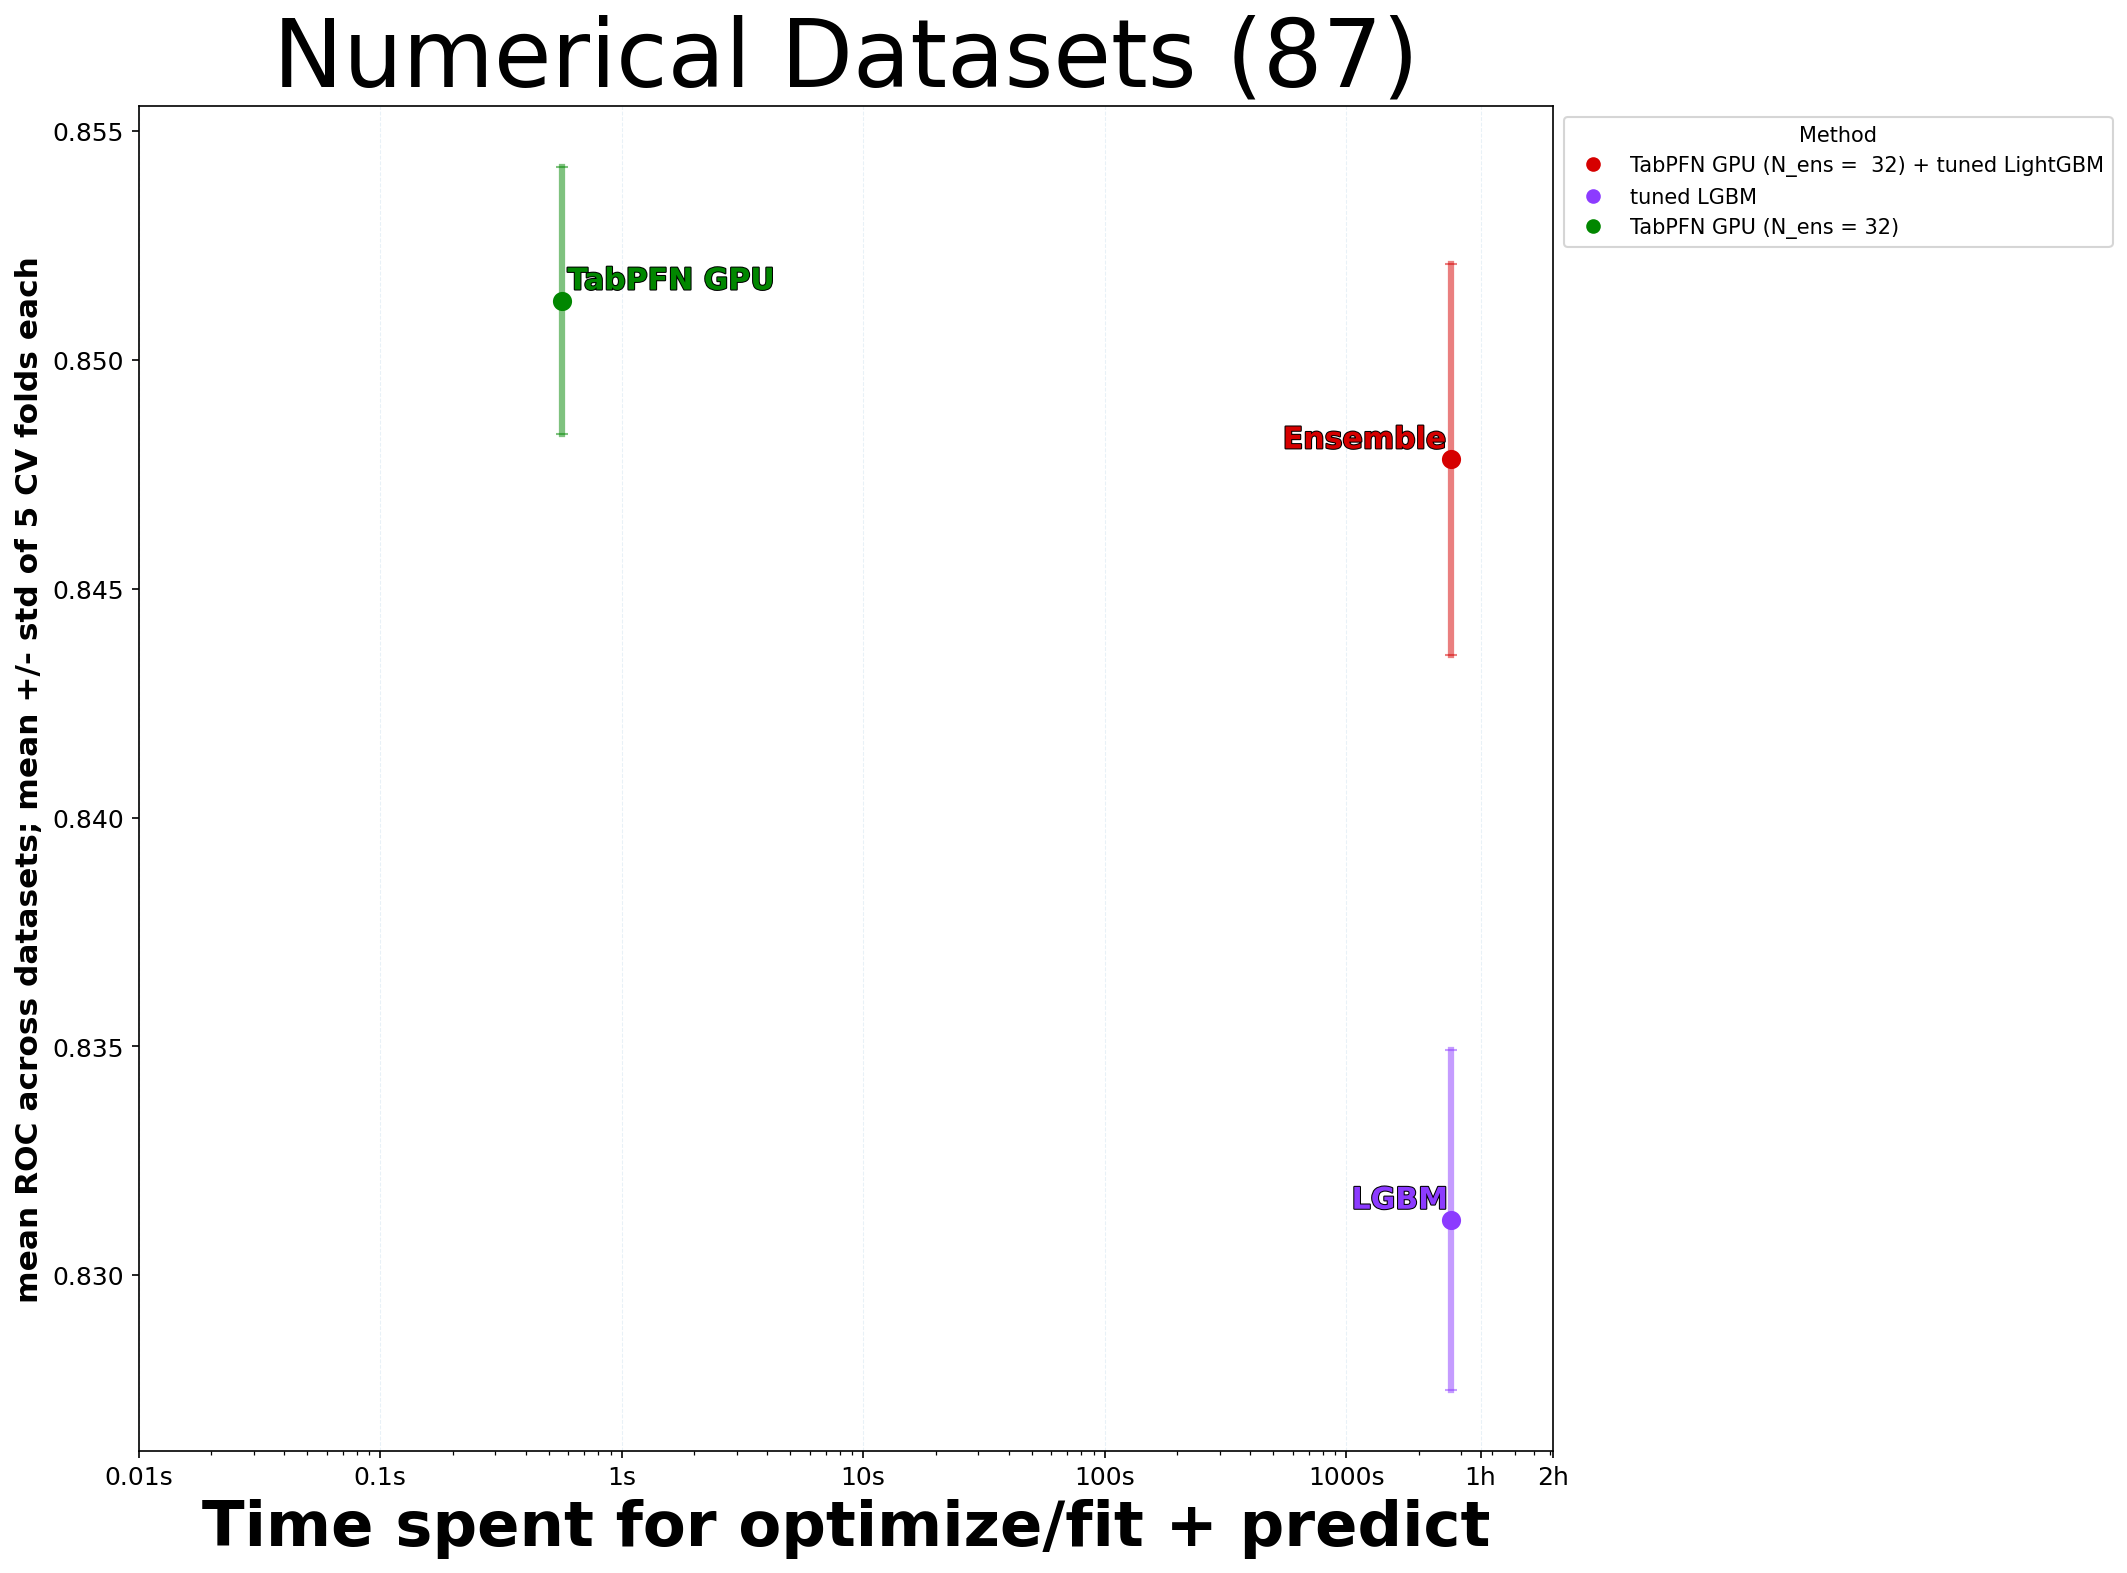 Numerical Datasets (87)
mean ROC across datasets; mean +/- std of 5 CV folds each
0.855
0.850
0.845
0.840
0.835
0.830
TabPFN GPU
Ensemble
LGBM
Method
TabPFN GPU (N_ens =  32) + tuned LightGBM
tuned LGBM
TabPFN GPU (N_ens = 32)
0.01s 0.1s 1s 10s 100s 1000s 1h 2h
Time spent for optimize/fit + predict